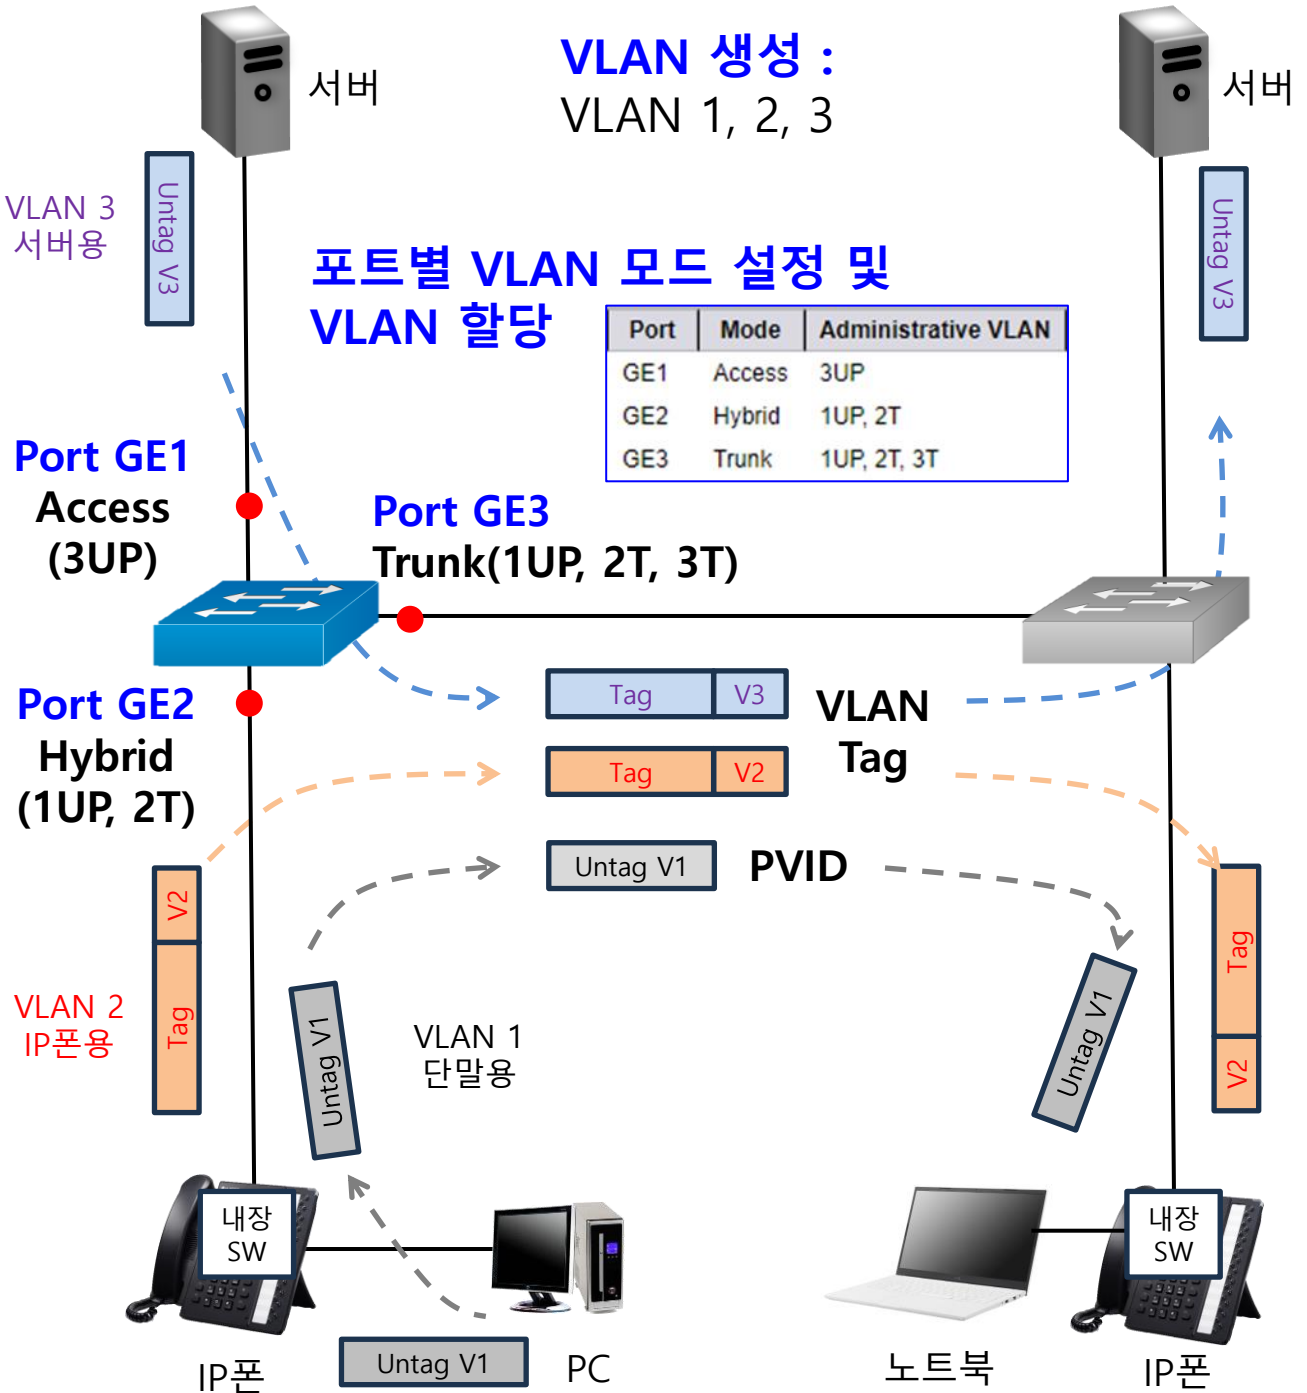 서버
VLAN 생성 :
VLAN 1, 2, 3
서버
VLAN 3
서버용
Untag V3
Untag V3
포트별 VLAN 모드 설정 및
VLAN 할당
Port Mode Administrative VLAN
GE1 Access 3UP
GE2 Hybrid 1UP, 2T
GE3 Trunk 1UP, 2T, 3T
Port GE1
Access
(3UP)
Port GE3
Trunk(1UP, 2T, 3T)
Port GE2
Hybrid
(1UP, 2T)
Tag V3
Tag V2
VLAN
Tag
Untag V1
PVID
V2
Tag
VLAN 2
IP폰용
Untag V1
VLAN 1
단말용
Untag V1
Tag
V2
내장
SW
내장
SW
IP폰
Untag V1
PC
노트북
IP폰